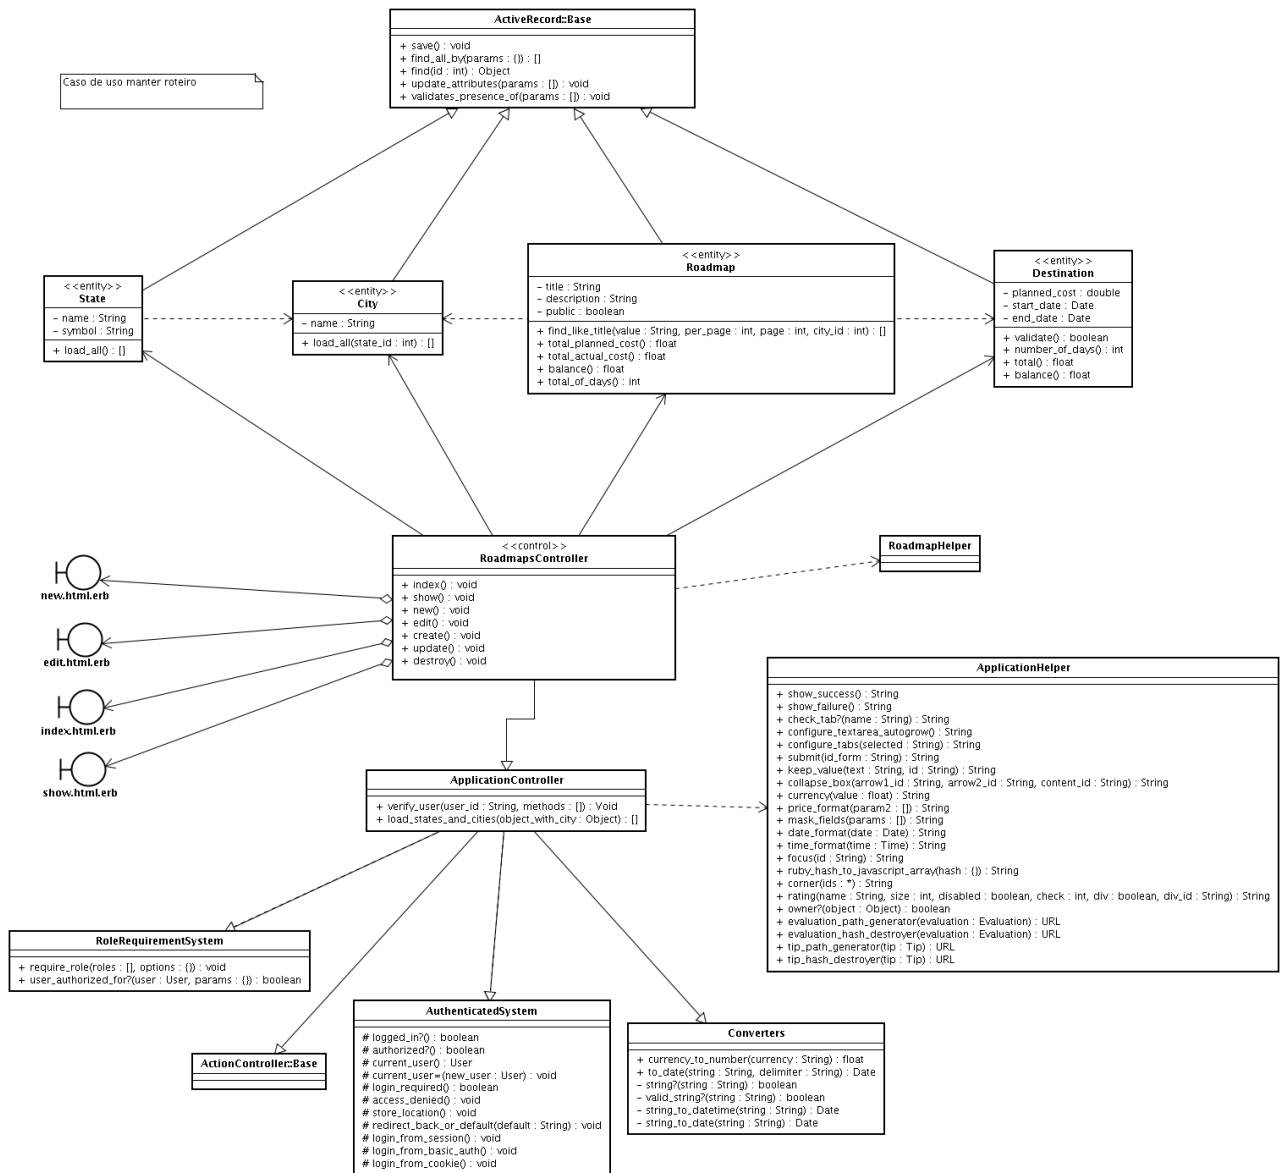 ActiveRecord::Base
+ save() : void
+ find_all_by(params : {}) : []
+ find(id : int) : Object
+ update_attributes(params : []) : void
+ validates_presence_of(params : []) : void
Caso de uso manter roteiro
<<entity>>
State
- name : String
- symbol : String
+ load_all() : []
<<entity>>
City
- name : String
+ load_all(state_id : int) : []
<<entity>>
Roadmap
- title : String
- description : String
- public : boolean
+ find_like_title(value : String, per_page : int, page : int, city_id : int) : []
+ total_planned_cost() : float
+ total_actual_cost() : float
+ balance() : float
+ total_of_days() : int
<<entity>>
Destination
- planned_cost : double
- start_date : Date
- end_date : Date
+ validate() : boolean
+ number_of_days() : int
+ total() : float
+ balance() : float
<<control>>
RoadmapsController
+ index() : void
+ show() : void
+ new() : void
+ edit() : void
+ create() : void
+ update() : void
+ destroy() : void
RoadmapHelper
new.html.erb
edit.html.erb
index.html.erb
show.html.erb
ApplicationHelper
+ show_success() : String
+ show_failure() : String
+ check_tab?(name : String) : String
+ configure_textarea_autogrow() : String
+ configure_tabs(selected : String) : String
+ submit(id_form : String) : String
+ keep_value(text : String, id : String) : String
+ collapse_box(arrow1_id : String, arrow2_id : String, content_id : String) : String
+ currency(value : float) : String
+ price_format(param2 : []) : String
+ mask_fields(params : []) : String
+ date_format(date : Date) : String
+ time_format(time : Time) : String
+ focus(id : String) : String
+ ruby_hash_to_javascript_array(hash : {}) : String
+ corner(ids : *) : String
+ rating(name : String, size : int, disabled : boolean, check : int, div : boolean, div_id : String) : String
+ owner?(object : Object) : boolean
+ evaluation_path_generator(evaluation : Evaluation) : URL
+ evaluation_hash_destroyer(evaluation : Evaluation) : URL
+ tip_path_generator(tip : Tip) : URL
+ tip_hash_destroyer(tip : Tip) : URL
ApplicationController
+ verify_user(user_id : String, methods : []) : Void
+ load_states_and_cities(object_with_city : Object) : []
RoleRequirementSystem
+ require_role(roles : [], options : {}) : void
+ user_authorized_for?(user : User, params : {}) : boolean
ActionController::Base
AuthenticatedSystem
# logged_in?() : boolean
# authorized?() : boolean
# current_user() : User
# current_user=(new_user : User) : void
# login_required() : boolean
# access_denied() : void
# store_location() : void
# redirect_back_or_default(default : String) : void
# login_from_session() : void
# login_from_basic_auth() : void
# login_from_cookie() : void
Converters
+ currency_to_number(currency : String) : float
+ to_date(string : String, delimiter : String) : Date
- string?(string : String) : boolean
- valid_string?(string : String) : boolean
- string_to_datetime(string : String) : Date
- string_to_date(string : String) : Date